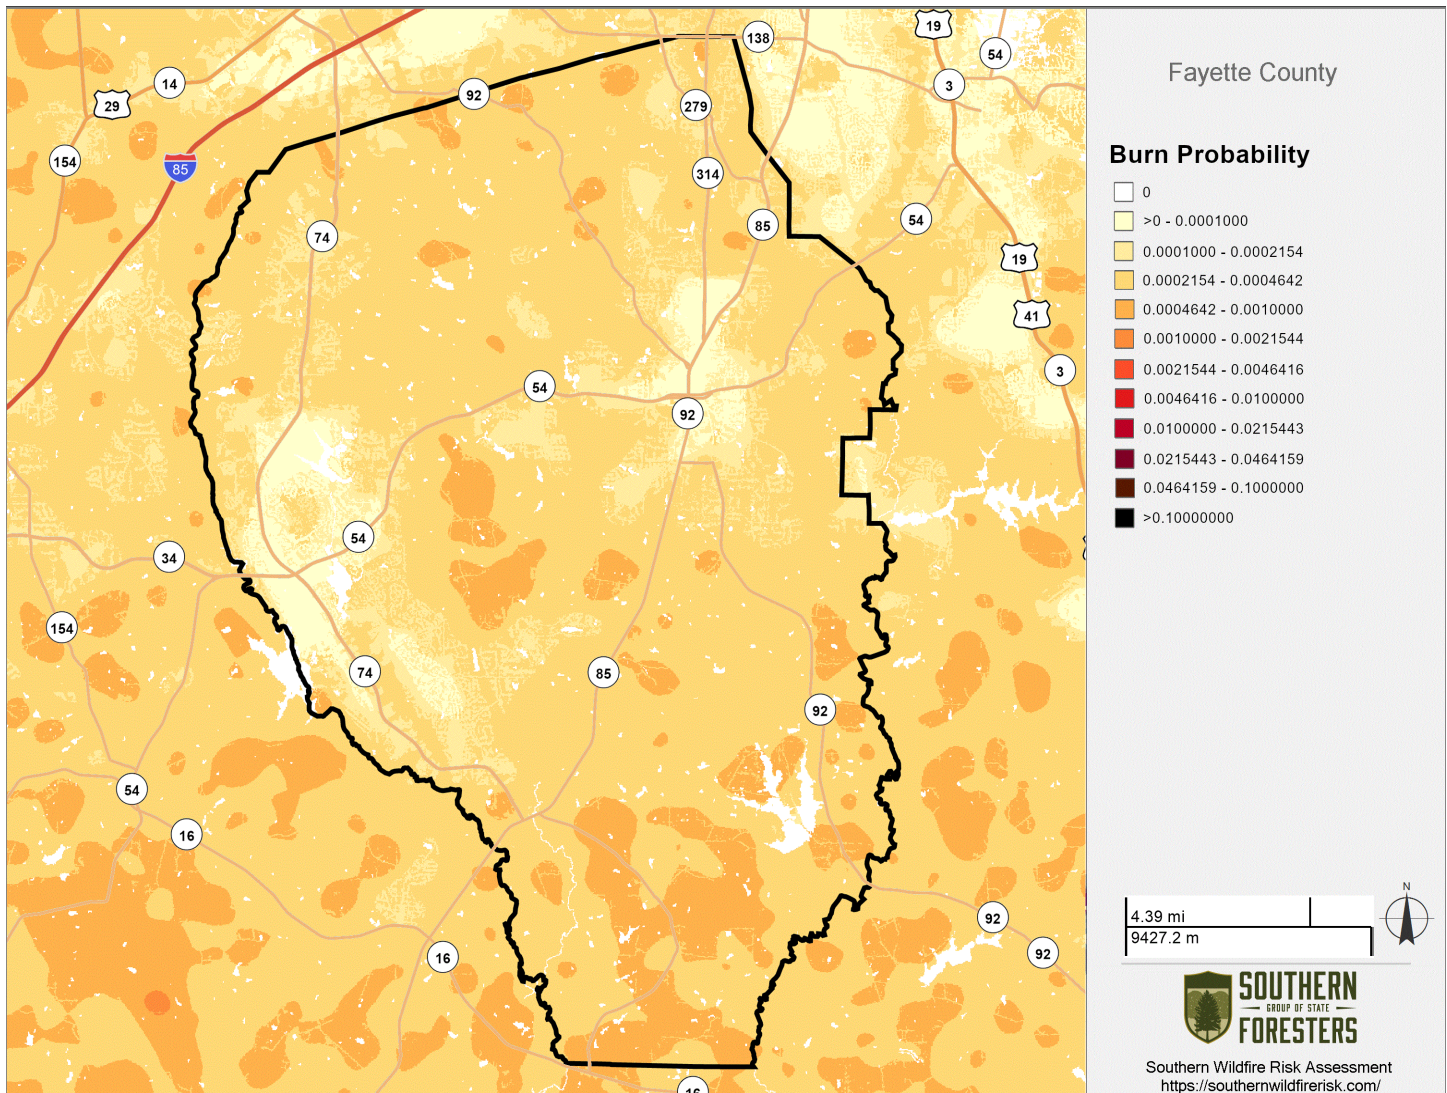 138
19
54
14
3
29
92
279
154
85
314
54
85
74
19
41
3
54
92
54
34
154
74
85
92
54
16
92
16
92
16
Fayette County
Burn Probability
0
>0 - 0.0001000
0.0001000 - 0.0002154
0.0002154 - 0.0004642
0.0004642 - 0.0010000
0.0010000 - 0.0021544
0.0021544 - 0.0046416
0.0046416 - 0.0100000
0.0100000 - 0.0215443
0.0215443 - 0.0464159
0.0464159 - 0.1000000
>0.10000000
N
4.39 mi
9427.2 m
SOUTHERN
GROUP OF STATE
FORESTERS
Southern Wildfire Risk Assessment
https://southernwildfirerisk.com/